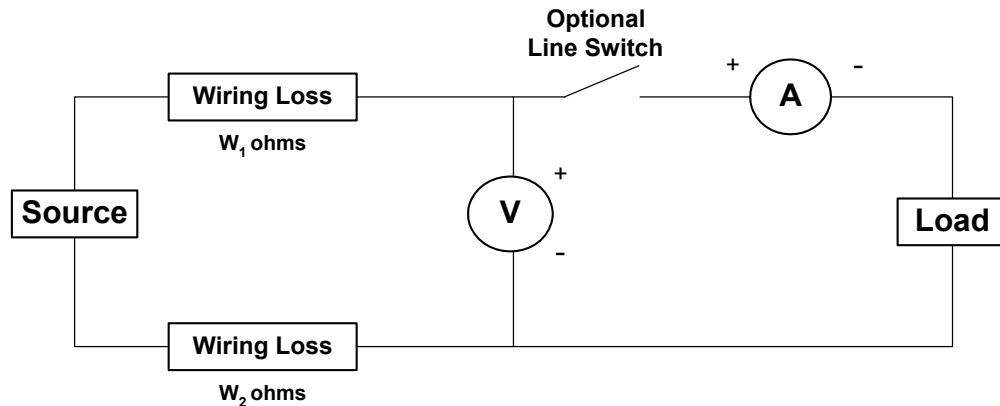 Optional
Line Switch
+
-
Wiring Loss
A
W₁ ohms
+
Source
V
Load
-
Wiring Loss
W₂ ohms